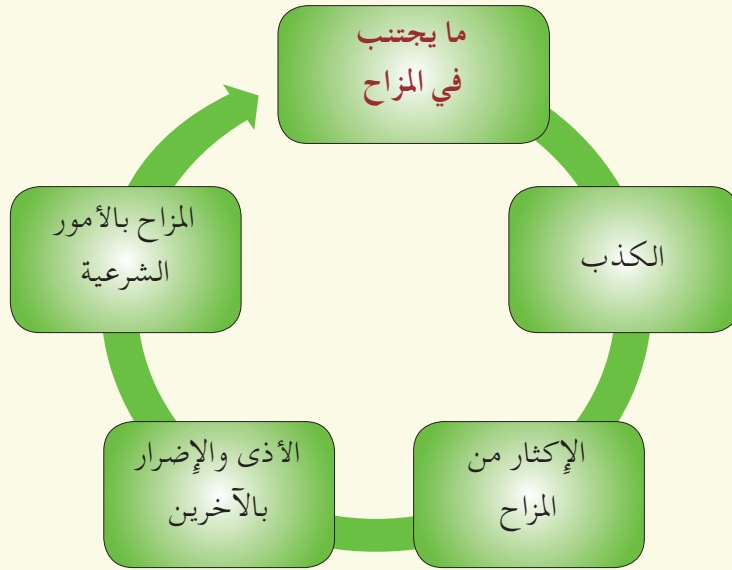 ما يجتنب
في المزاح
الكذب
الإكثار من
المزاح
الأذى والإضرار
بالآخرين
المزاح بالأمور
الشرعية